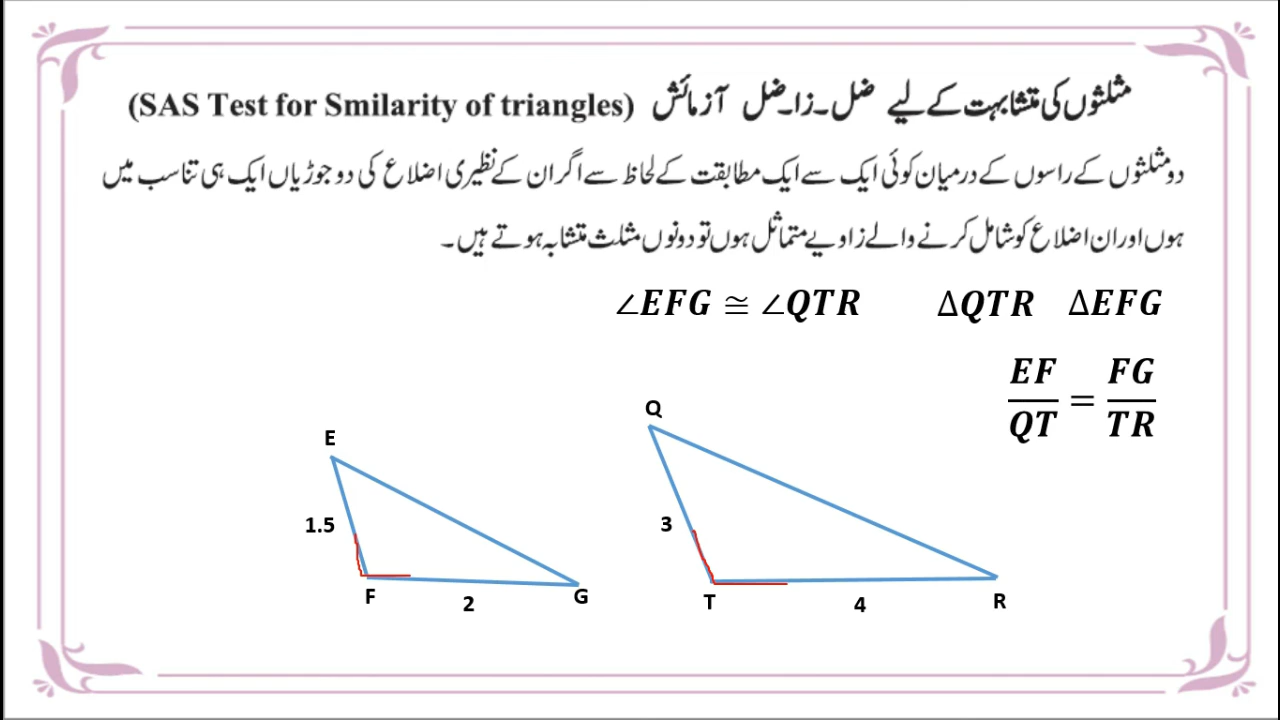 مثلثوں کی متشابہت کے لیے ضل۔زا۔ضل آزمائش (SAS Test for Smilarity of triangles)
دو مثلثوں کے راسوں کے درمیان کوئی ایک سے ایک مطابقت کے لحاظ سے اگر ان کے نظیری اضلاع کی دو جوڑیاں ایک ہی تناسب میں
ہوں اور ان اضلاع کو شامل کرنے والے زاویے متماثل ہوں تو دونوں مثلث متشابہ ہوتے ہیں۔
∠EFG ≅ ∠QTR ΔQTR ΔEFG
EF/QT = FG/TR
E
1.5
F
2
G
Q
3
T
4
R